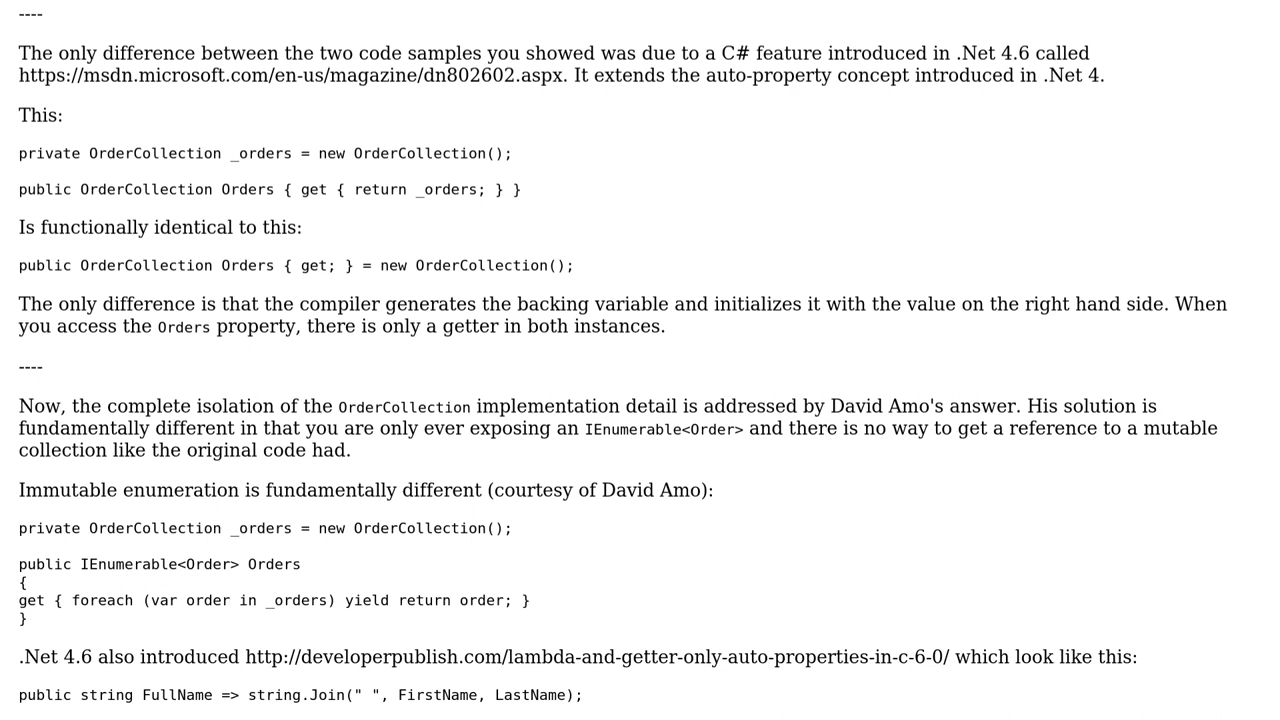 ----
The only difference between the two code samples you showed was due to a C# feature introduced in .Net 4.6 called
https://msdn.microsoft.com/en-us/magazine/dn802602.aspx. It extends the auto-property concept introduced in .Net 4.
This:
private OrderCollection _orders = new OrderCollection();
public OrderCollection Orders { get { return _orders; } }
Is functionally identical to this:
public OrderCollection Orders { get; } = new OrderCollection();
The only difference is that the compiler generates the backing variable and initializes it with the value on the right hand side. When
you access the Orders property, there is only a getter in both instances.
----
Now, the complete isolation of the OrderCollection implementation detail is addressed by David Amo's answer. His solution is
fundamentally different in that you are only ever exposing an IEnumerable<Order> and there is no way to get a reference to a mutable
collection like the original code had.
Immutable enumeration is fundamentally different (courtesy of David Amo):
private OrderCollection _orders = new OrderCollection();
public IEnumerable<Order> Orders
{
get { foreach (var order in _orders) yield return order; }
}
.Net 4.6 also introduced http://developerpublish.com/lambda-and-getter-only-auto-properties-in-c-6-0/ which look like this:
public string FullName => string.Join(" ", FirstName, LastName);